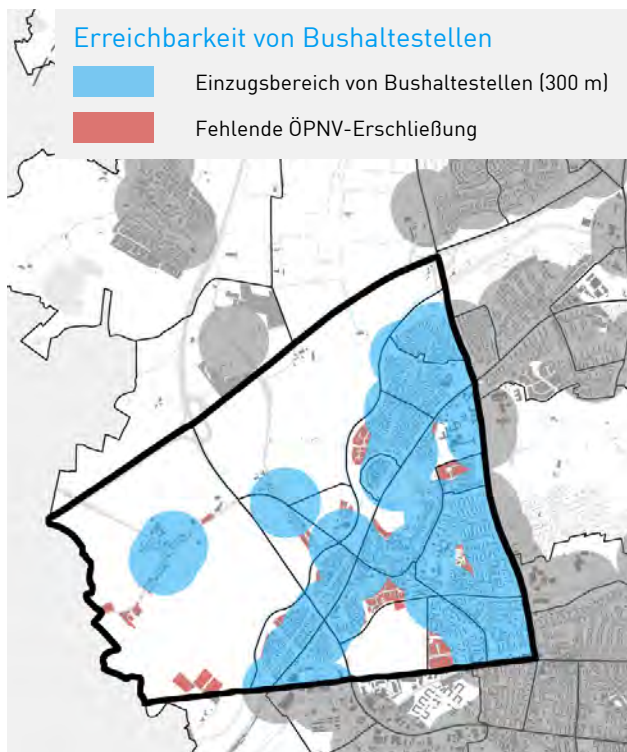 Erreichbarkeit von Bushaltestellen
Einzugsbereich von Bushaltestellen (300 m)
Fehlende ÖPNV-Erschließung